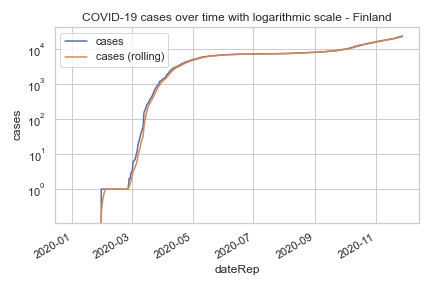 COVID-19 cases over time with logarithmic scale - Finland
cases
cases (rolling)
10^4
10^3
10^2
10^1
10^0
cases
2020-01
2020-03
2020-05
2020-07
2020-09
2020-11
dateRep